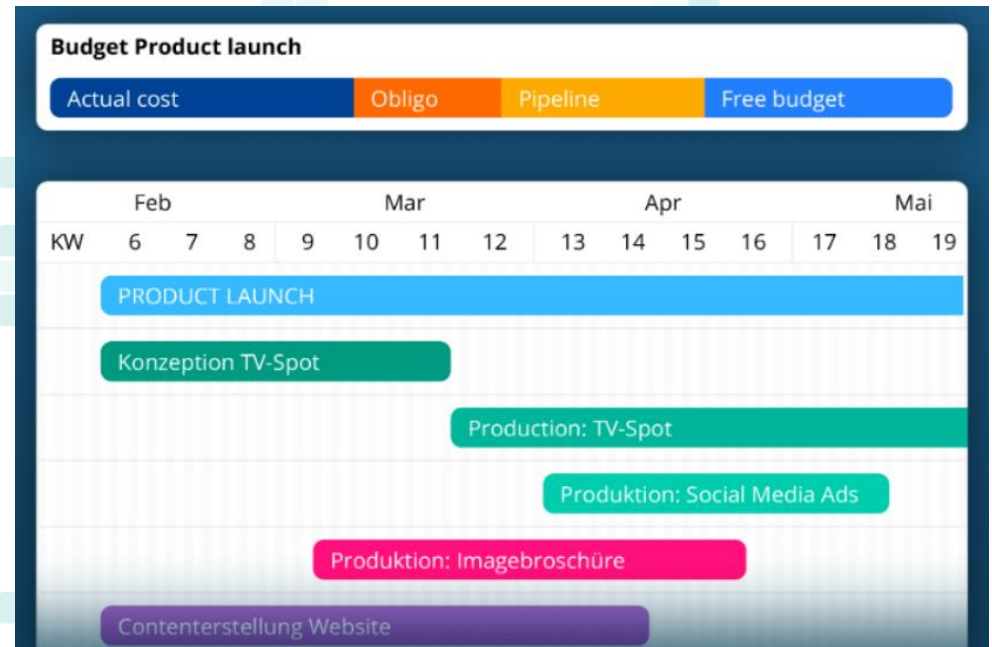 Budget Product launch
Actual cost Obligo Pipeline Free budget
Feb Mar Apr Mai
KW 6 7 8 9 10 11 12 13 14 15 16 17 18 19
PRODUCT LAUNCH
Konzeption TV-Spot
Production: TV-Spot
Produktion: Social Media Ads
Produktion: Imagebroschüre
Contenterstellung Website